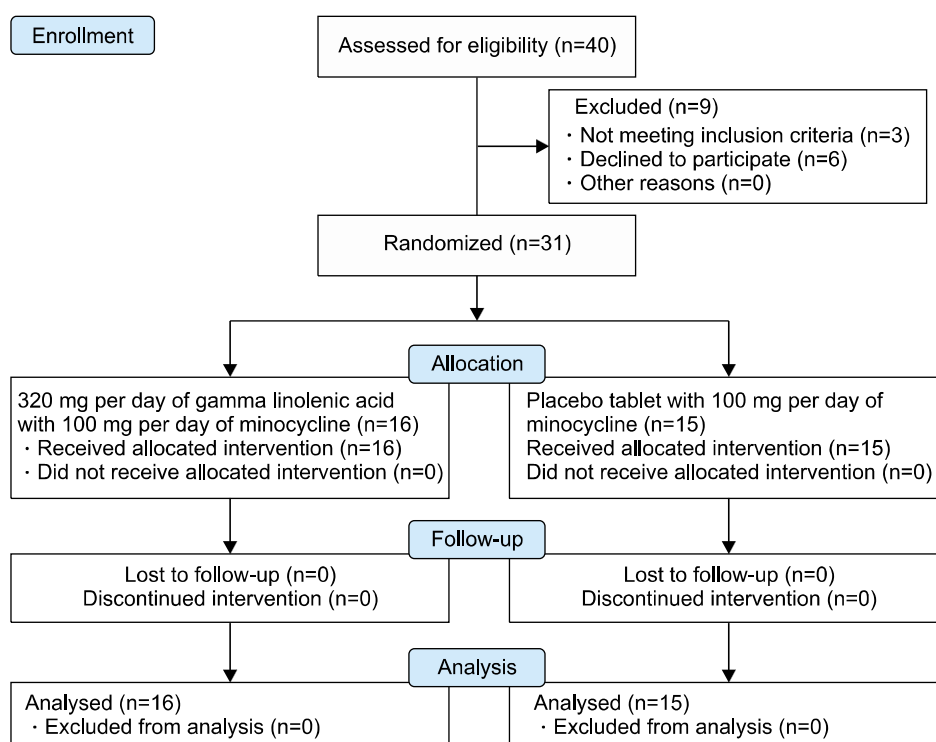 Enrollment
Assessed for eligibility (n=40)
Excluded (n=9)
· Not meeting inclusion criteria (n=3)
· Declined to participate (n=6)
· Other reasons (n=0)
Randomized (n=31)
Allocation
320 mg per day of gamma linolenic acid
with 100 mg per day of minocycline (n=16)
· Received allocated intervention (n=16)
· Did not receive allocated intervention (n=0)
Placebo tablet with 100 mg per day of
minocycline (n=15)
Received allocated intervention (n=15)
Did not receive allocated intervention (n=0)
Follow-up
Lost to follow-up (n=0)
Discontinued intervention (n=0)
Lost to follow-up (n=0)
Discontinued intervention (n=0)
Analysis
Analysed (n=16)
· Excluded from analysis (n=0)
Analysed (n=15)
· Excluded from analysis (n=0)